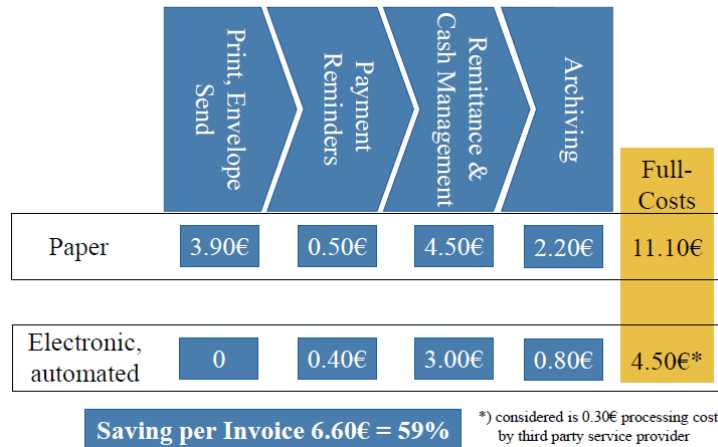 Print, Envelope
Send
Payment
Reminders
Remittance &
Cash Management
Archiving
Full-
Costs
Paper
3.90€
0.50€
4.50€
2.20€
11.10€
Electronic,
automated
0
0.40€
3.00€
0.80€
4.50€*
Saving per Invoice 6.60€ = 59%
*) considered is 0.30€ processing cost
by third party service provider